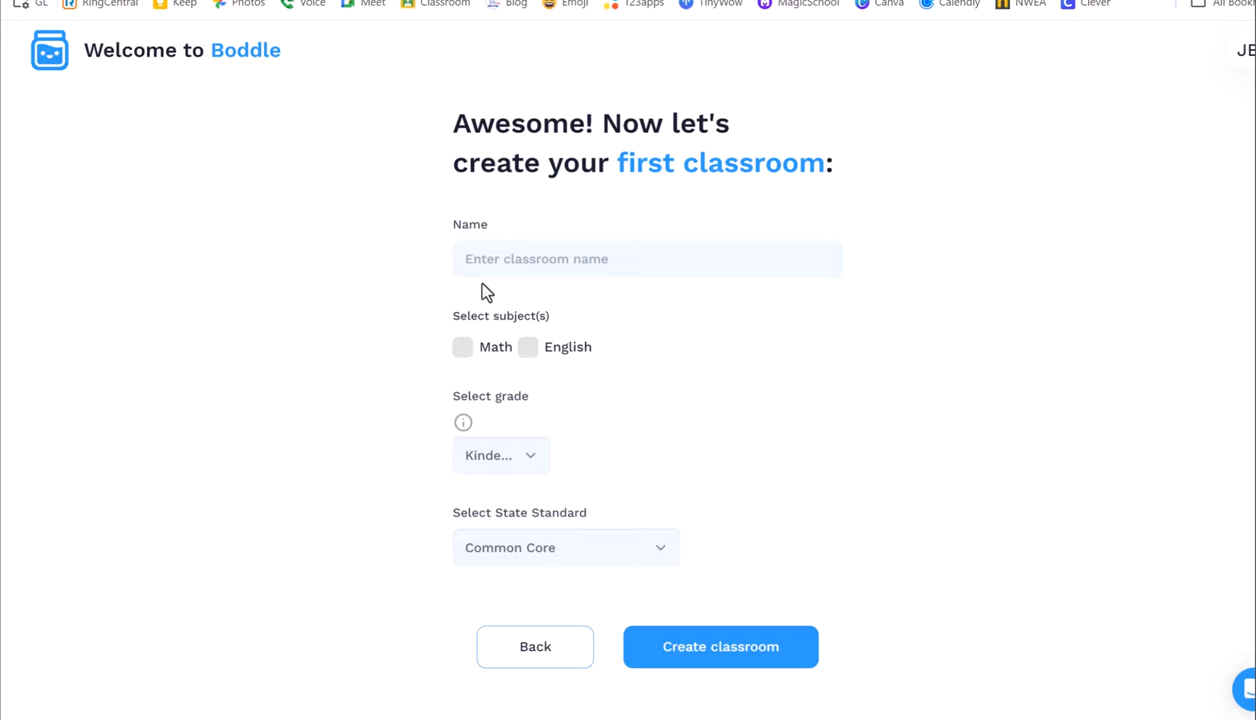 GL RingCentral Keep Photos Voice Meet Classroom Blog Emoji 123apps TinyWow MagicSchool Canva Calendly NWEA Clever All Book
Welcome to Boddle
JE
Awesome! Now let's
create your first classroom:
Name
Enter classroom name
Select subject(s)
Math English
Select grade
Kinde...
Select State Standard
Common Core
Back Create classroom